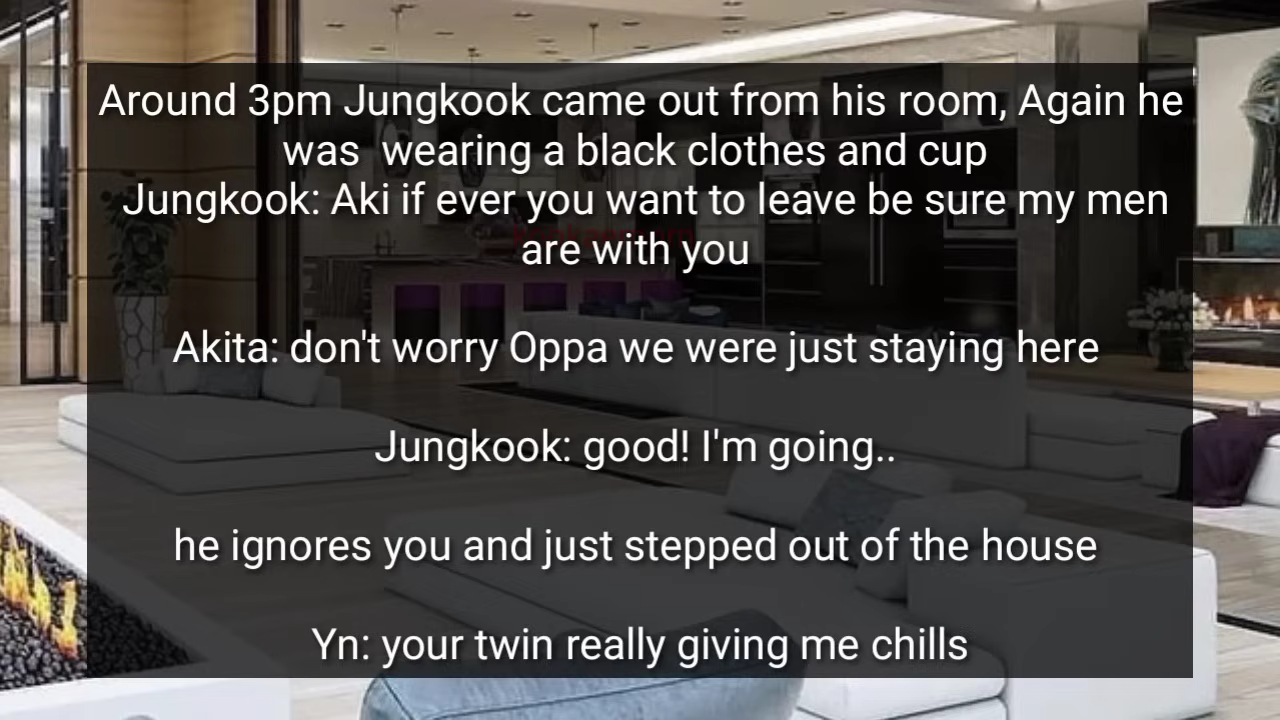 Around 3pm Jungkook came out from his room, Again he
was  wearing a black clothes and cup
Jungkook: Aki if ever you want to leave be sure my men
are with you
Akita: don't worry Oppa we were just staying here
Jungkook: good! I'm going..
he ignores you and just stepped out of the house
Yn: your twin really giving me chills